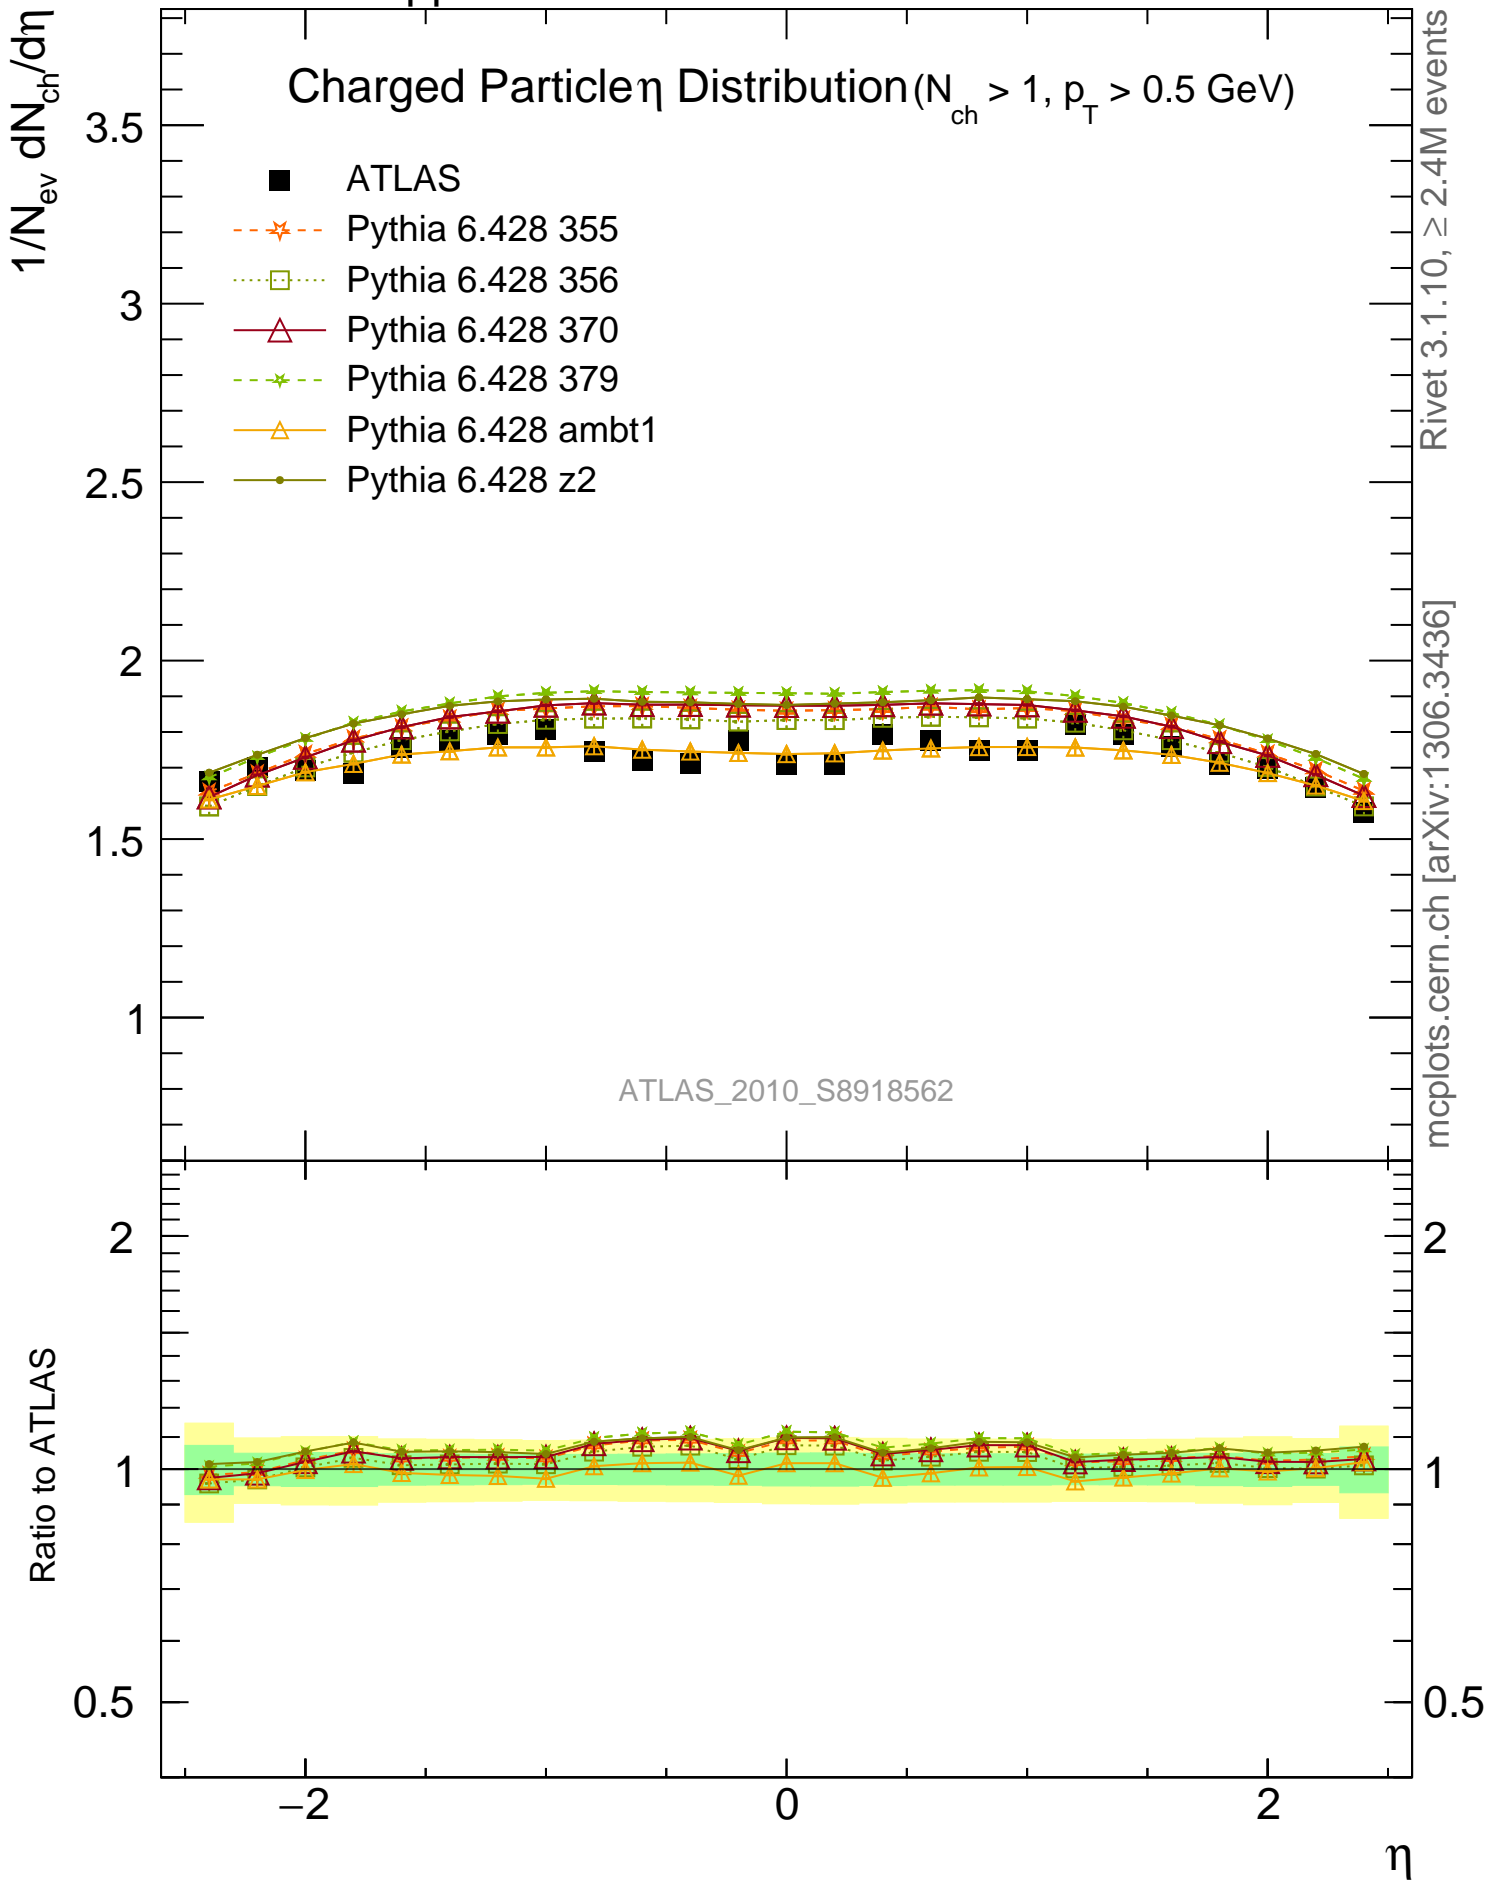 1/N_ev dN_ch/dη
Charged Particle η Distribution (N_ch > 1, p_T > 0.5 GeV)
ATLAS
Pythia 6.428 355
Pythia 6.428 356
Pythia 6.428 370
Pythia 6.428 379
Pythia 6.428 ambt1
Pythia 6.428 z2
3.5
3
2.5
2
1.5
1
ATLAS_2010_S8918562
Rivet 3.1.10, ≥ 2.4M events
mcplots.cern.ch [arXiv:1306.3436]
Ratio to ATLAS
2
1
0.5
2
1
0.5
−2
0
2
η